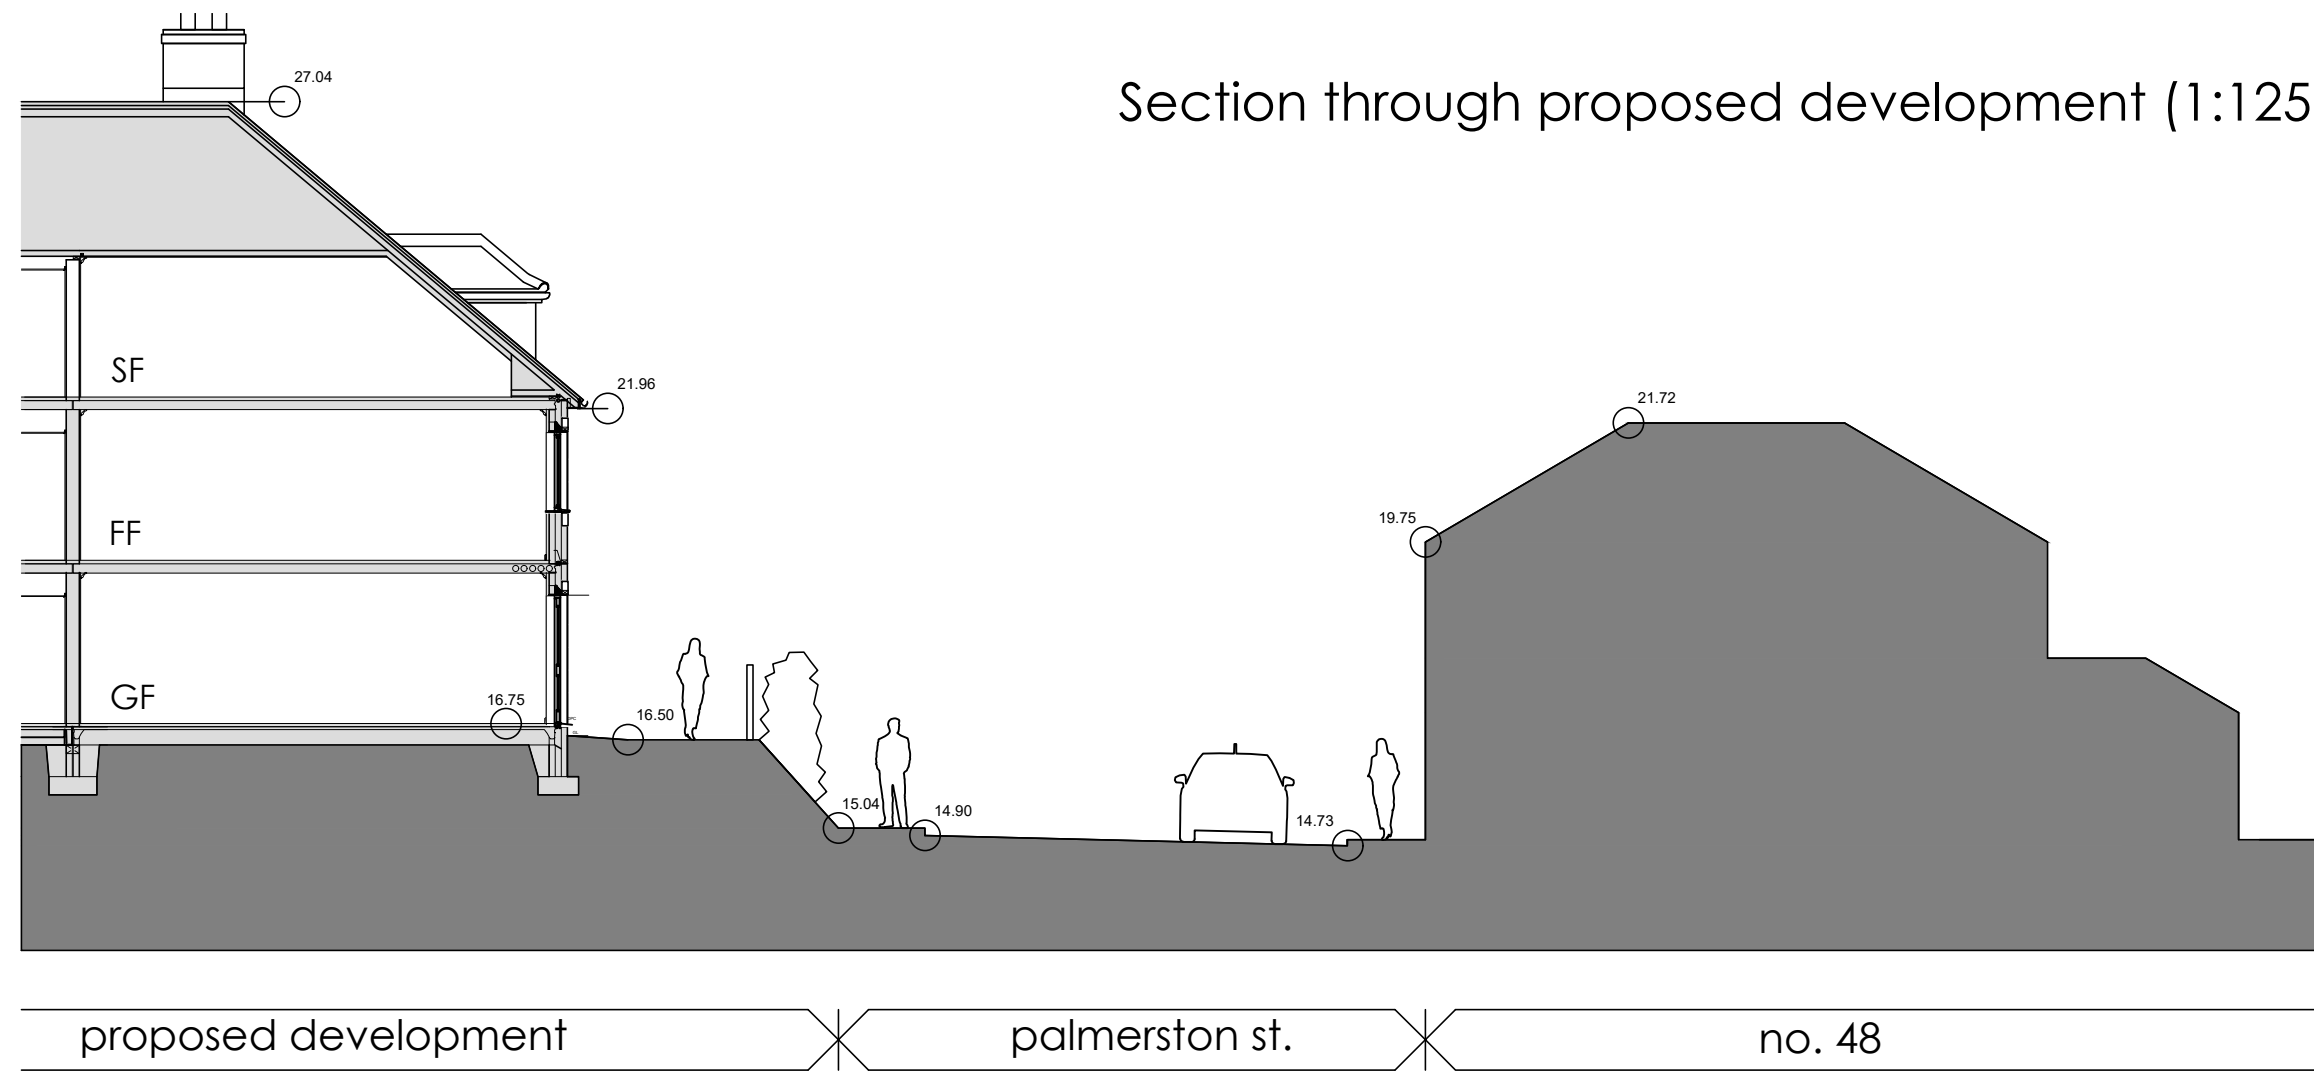 27.04
Section through proposed development (1:125
SF
21.96
21.72
FF
19.75
GF
16.75
16.50
15.04
14.90
14.73
proposed development
palmerston st.
no. 48